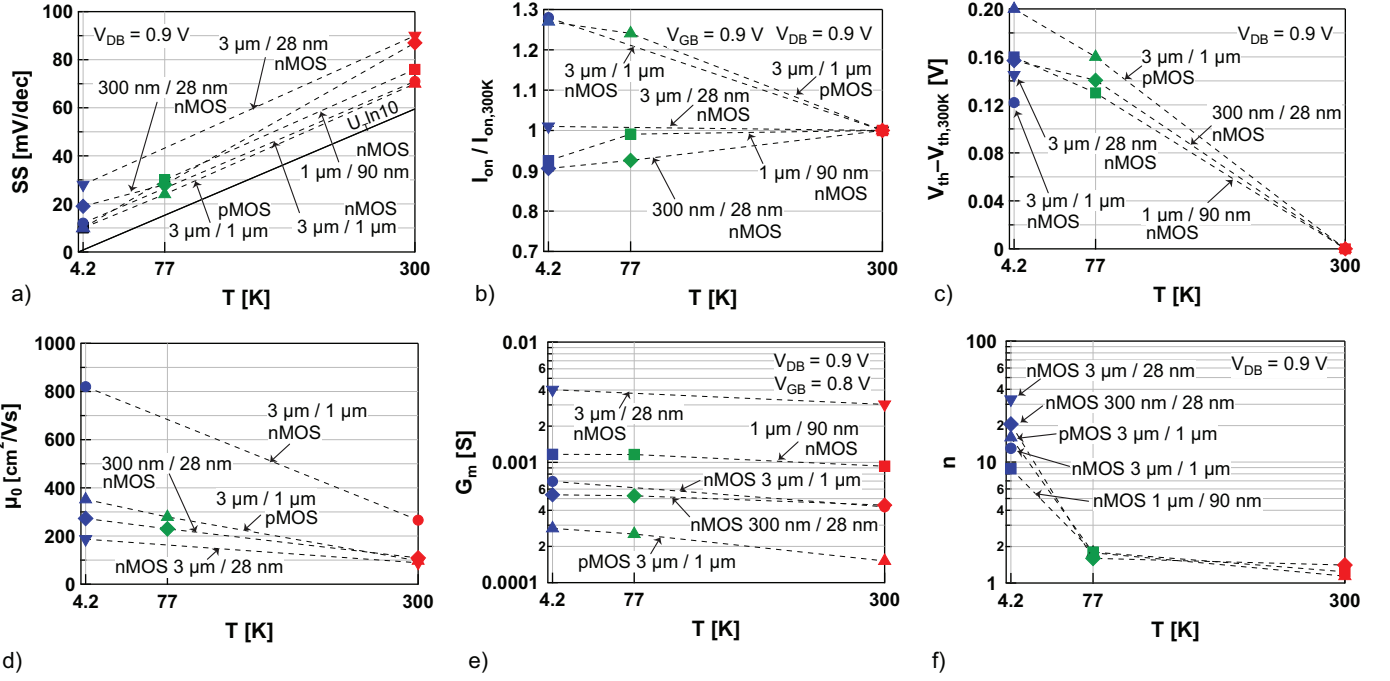 V_DB = 0.9 V
3 µm / 28 nm
nMOS
300 nm / 28 nm
nMOS
U_T ln10
nMOS
1 µm / 90 nm
pMOS
3 µm / 1 µm
nMOS
3 µm / 1 µm
SS [mV/dec]
100
80
60
40
20
0
4.2
77
300
T [K]
a)
V_GB = 0.9 V
V_DB = 0.9 V
3 µm / 1 µm
nMOS
3 µm / 1 µm
pMOS
3 µm / 28 nm
nMOS
1 µm / 90 nm
nMOS
300 nm / 28 nm
nMOS
I_on / I_on,300K
1.3
1.2
1.1
1
0.9
0.8
0.7
4.2
77
300
T [K]
b)
V_DB = 0.9 V
3 µm / 1 µm
pMOS
300 nm / 28 nm
nMOS
3 µm / 28 nm
nMOS
3 µm / 1 µm
nMOS
1 µm / 90 nm
nMOS
V_th–V_th,300K [V]
0.20
0.16
0.12
0.08
0.04
0
4.2
77
300
T [K]
c)
3 µm / 1 µm
nMOS
300 nm / 28 nm
nMOS
3 µm / 1 µm
pMOS
nMOS 3 µm / 28 nm
µ_0 [cm²/Vs]
1000
800
600
400
200
0
4.2
77
300
T [K]
d)
V_DB = 0.9 V
V_GB = 0.8 V
3 µm / 28 nm
nMOS
1 µm / 90 nm
nMOS
nMOS 3 µm / 1 µm
nMOS 300 nm / 28 nm
pMOS 3 µm / 1 µm
G_m [S]
0.01
4
2
0.001
6
4
2
0.0001
4.2
77
300
T [K]
e)
V_DB = 0.9 V
nMOS 3 µm / 28 nm
nMOS 300 nm / 28 nm
pMOS 3 µm / 1 µm
nMOS 3 µm / 1 µm
nMOS 1 µm / 90 nm
n
100
6
4
2
10
6
4
2
1
4.2
77
300
T [K]
f)